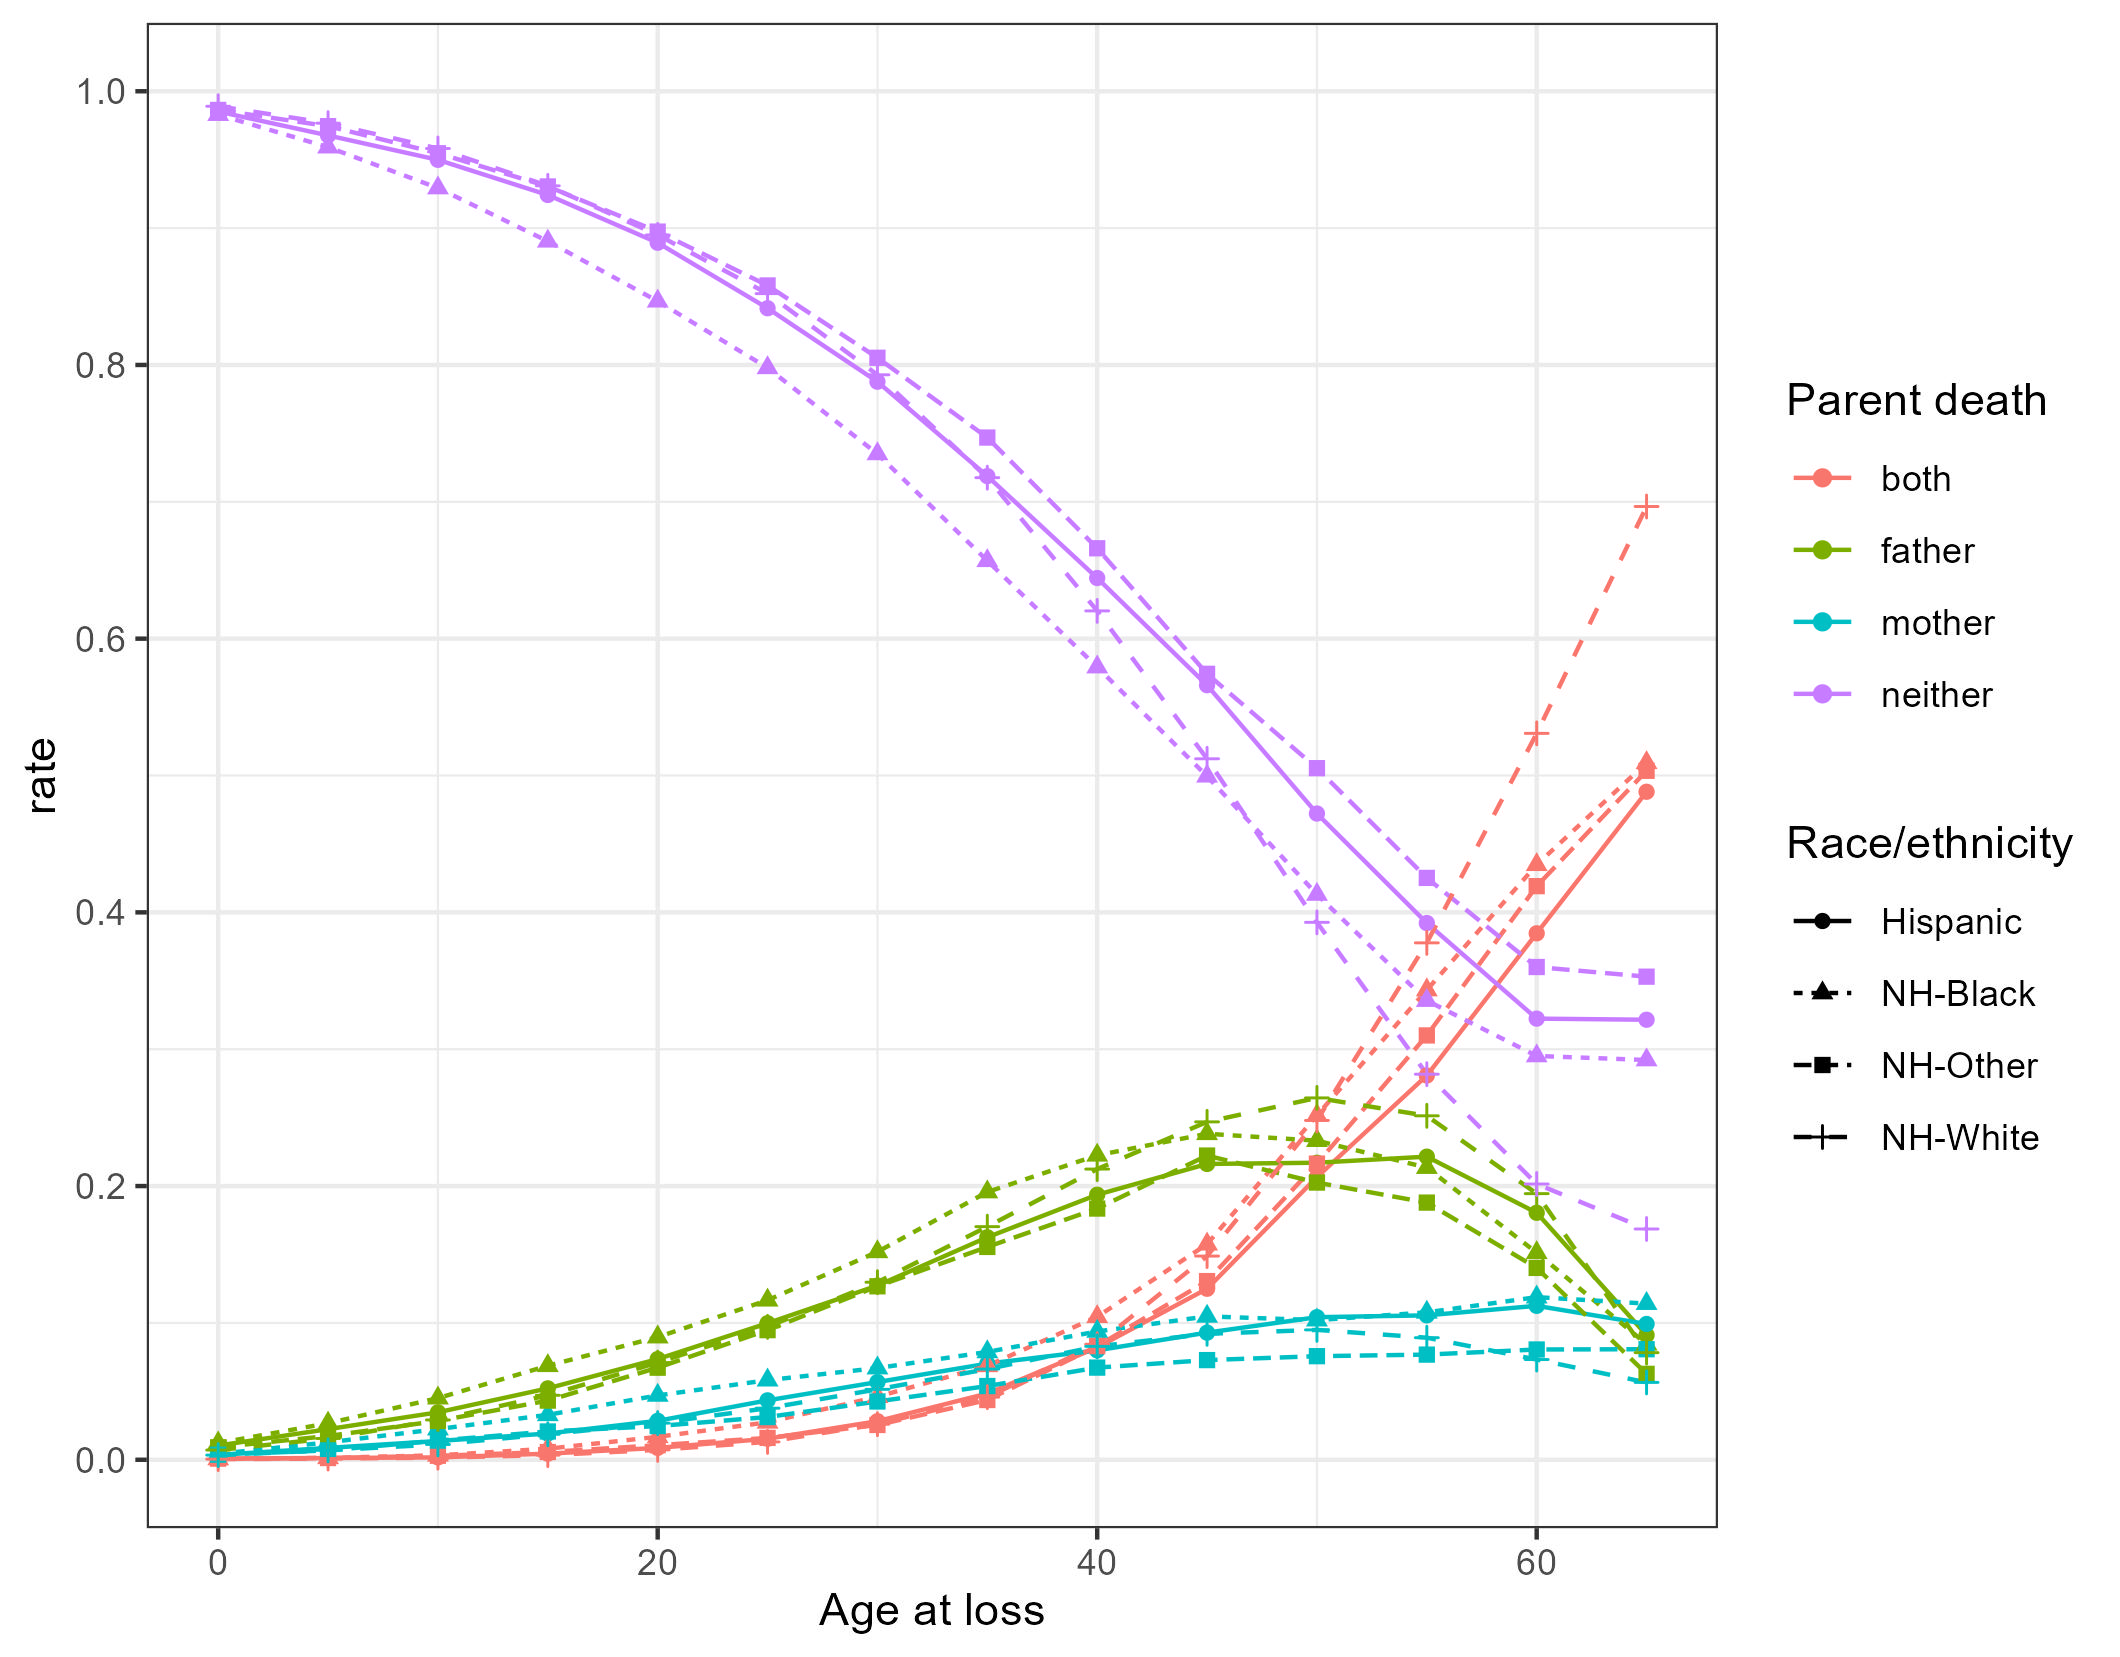 1.0
0.8
0.6
0.4
0.2
0.0
rate
0 20 40 60
Age at loss
Parent death
both
father
mother
neither
Race/ethnicity
Hispanic
NH-Black
NH-Other
NH-White